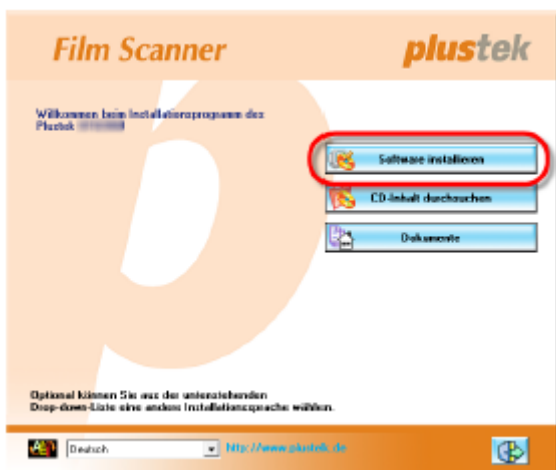 Film Scanner
plustek
Willkommen beim Installationsprogramm des
Plustek
Software installieren
CD-Inhalt durchsuchen
Dokumente
Optional können Sie aus der untenstehenden
Drop-down-Liste eine andere Installationssprache wählen.
Deutsch
http://www.plustek.de